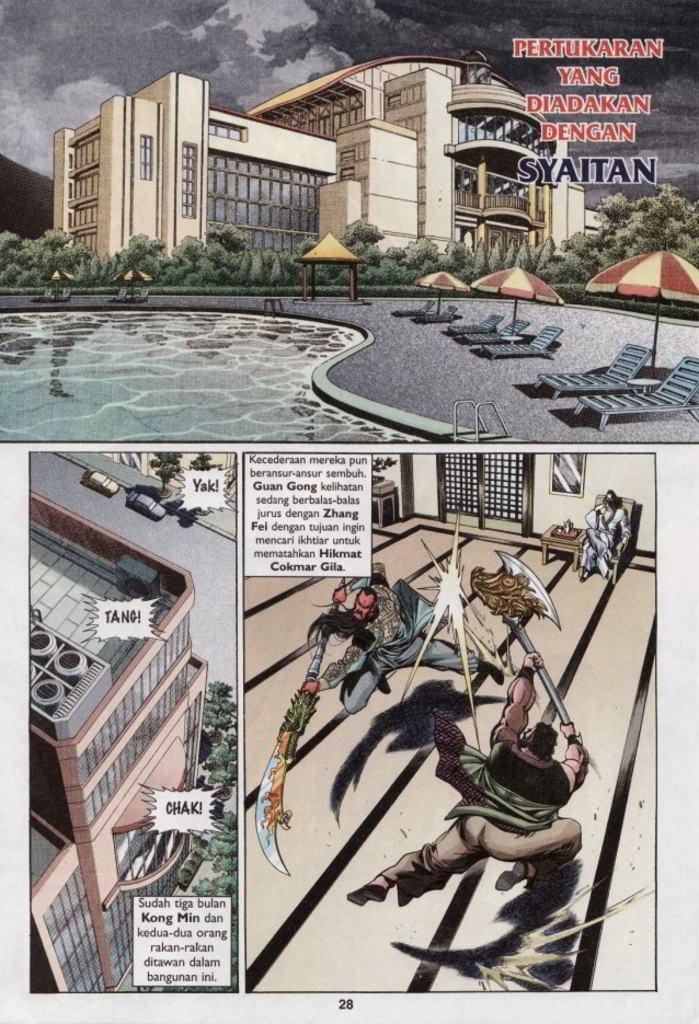 PERTUKARAN
YANG
DIADAKAN
DENGAN
SYAITAN
Yak!
TANG!
CHAK!
Sudah tiga bulan
Kong Min dan
kedua-dua orang
rakan-rakan
ditawan dalam
bangunan ini.
Kecederaan mereka pun
beransur-ansur sembuh.
Guan Gong kelihatan
sedang berbalas-balas
jurus dengan Zhang
Fei dengan tujuan ingin
mencari ikhtiar untuk
mematahkan Hikmat
Cokmar Gila.
28